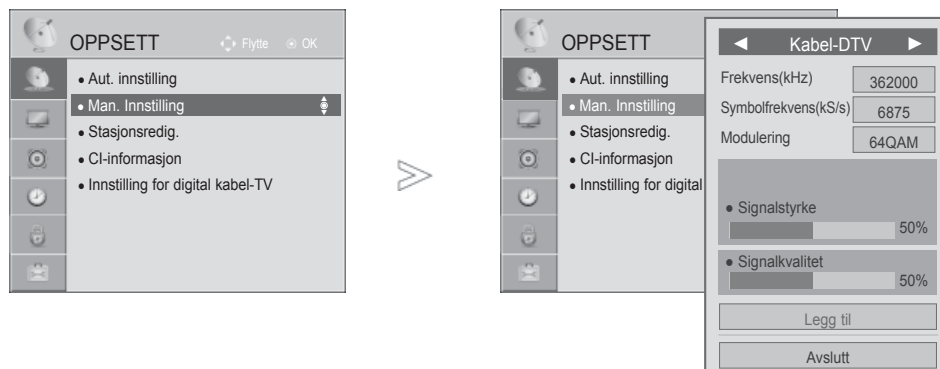 OPPSETT
Flytte
OK
● Aut. innstilling
● Man. Innstilling
● Stasjonsredig.
● CI-informasjon
● Innstilling for digital kabel-TV
OPPSETT
● Aut. innstilling
● Man. Innstilling
● Stasjonsredig.
● CI-informasjon
● Innstilling for digital
◄ Kabel-DTV ►
Frekvens(kHz) 362000
Symbolfrekvens(kS/s) 6875
Modulering 64QAM
● Signalstyrke
50%
● Signalkvalitet
50%
Legg til
Avslutt